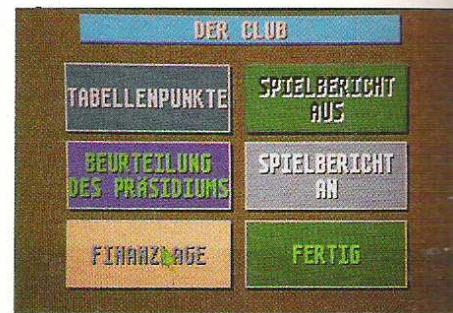 DER CLUB
TABELLENPUNKTE
SPIELBERICHT
AUS
BEURTEILUNG
DES PRÄSIDIUMS
SPIELBERICHT
AN
FINANZLAGE
FERTIG